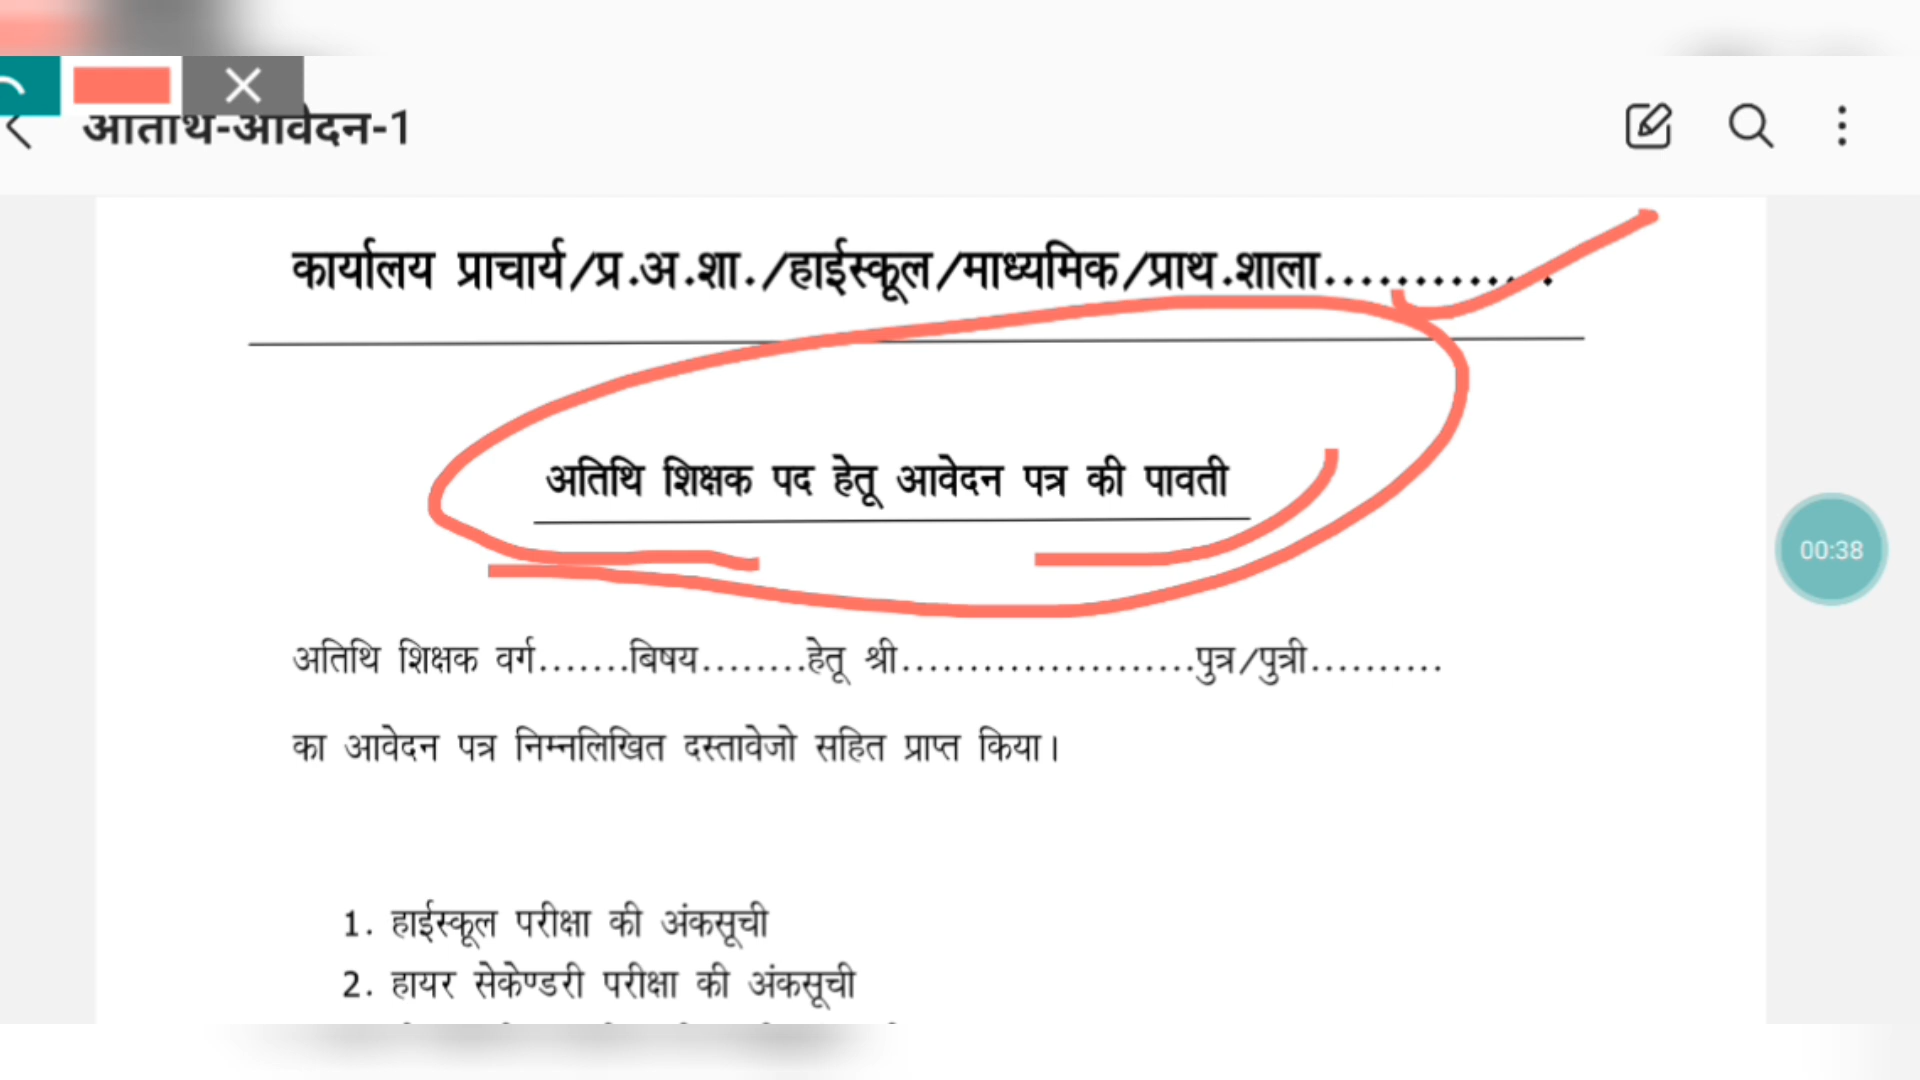 अतिथि-आवेदन-1
कार्यालय प्राचार्य/प्र.अ.शा./हाईस्कूल/माध्यमिक/प्राथ.शाला.............
अतिथि शिक्षक पद हेतू आवेदन पत्र की पावती
00:38
अतिथि शिक्षक वर्ग.......बिषय........हेतू श्री......................पुत्र/पुत्री..........
का आवेदन पत्र निम्नलिखित दस्तावेजो सहित प्राप्त किया।
1. हाईस्कूल परीक्षा की अंकसूची
2. हायर सेकेण्डरी परीक्षा की अंकसूची